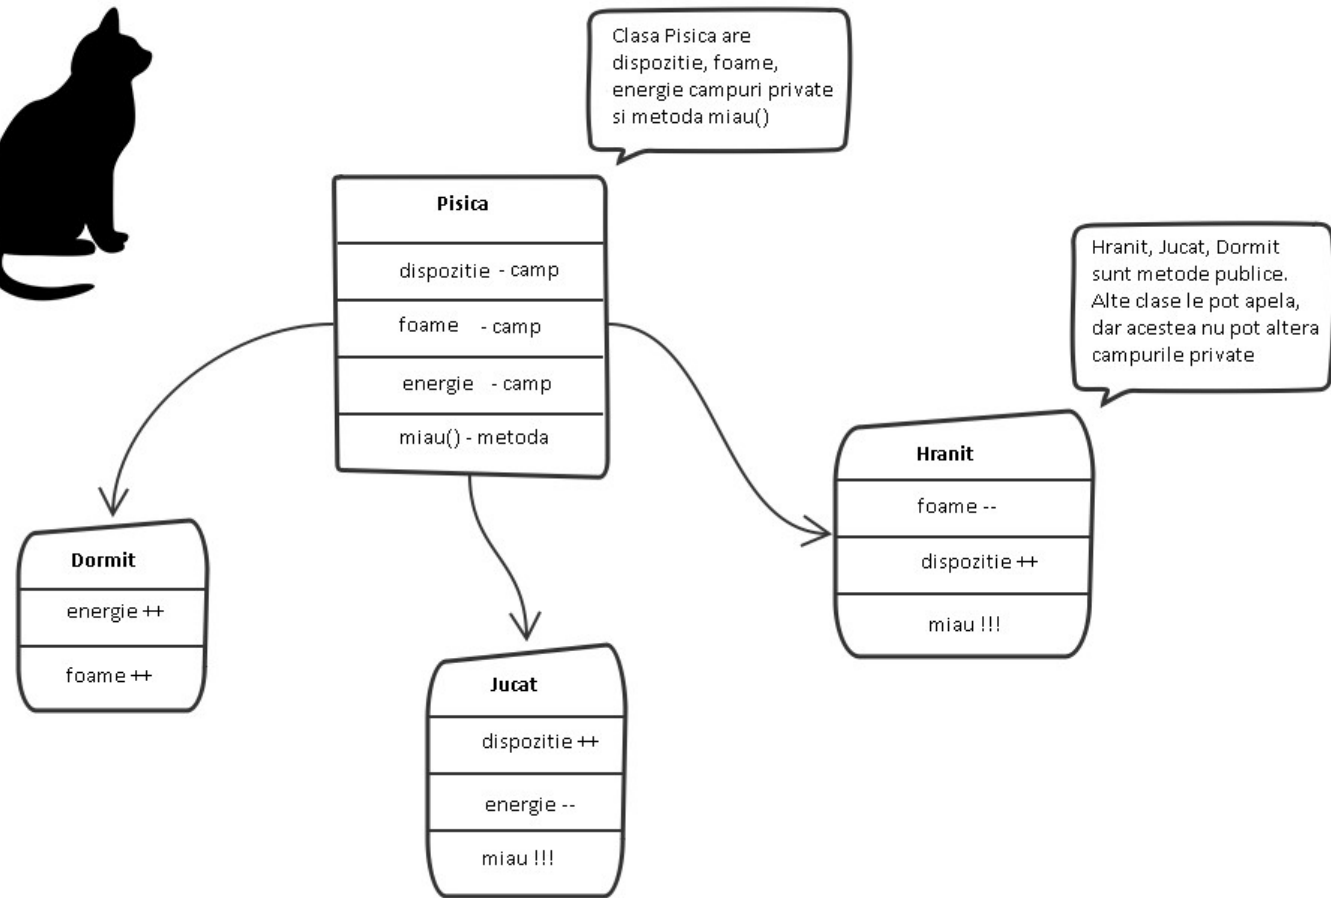 Clasa Pisica are
dispozitie, foame,
energie campuri private
si metoda miau()
Pisica
dispozitie - camp
foame - camp
energie - camp
miau() - metoda
Hranit, Jucat, Dormit
sunt metode publice.
Alte clase le pot apela,
dar acestea nu pot altera
campurile private
Dormit
energie ++
foame ++
Jucat
dispozitie ++
energie --
miau !!!
Hranit
foame --
dispozitie ++
miau !!!